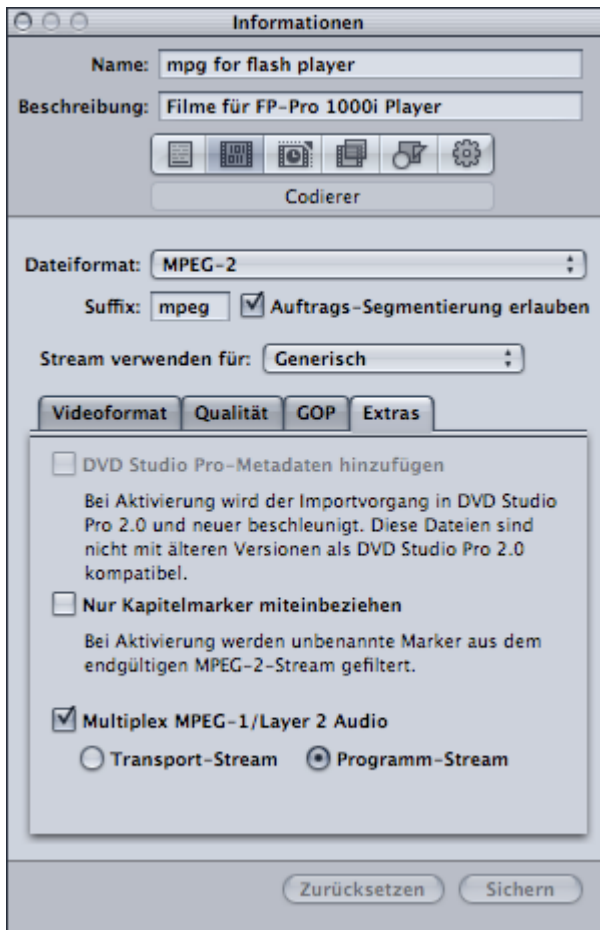 Informationen
Name: mpg for flash player
Beschreibung: Filme für FP-Pro 1000i Player
Codierer
Dateiformat: MPEG-2
Suffix: mpeg Auftrags-Segmentierung erlauben
Stream verwenden für: Generisch
Videoformat Qualität GOP Extras
DVD Studio Pro-Metadaten hinzufügen
Bei Aktivierung wird der Importvorgang in DVD Studio
Pro 2.0 und neuer beschleunigt. Diese Dateien sind
nicht mit älteren Versionen als DVD Studio Pro 2.0
kompatibel.
Nur Kapitelmarker miteinbeziehen
Bei Aktivierung werden unbenannte Marker aus dem
endgültigen MPEG-2-Stream gefiltert.
Multiplex MPEG-1/Layer 2 Audio
Transport-Stream Programm-Stream
Zurücksetzen Sichern